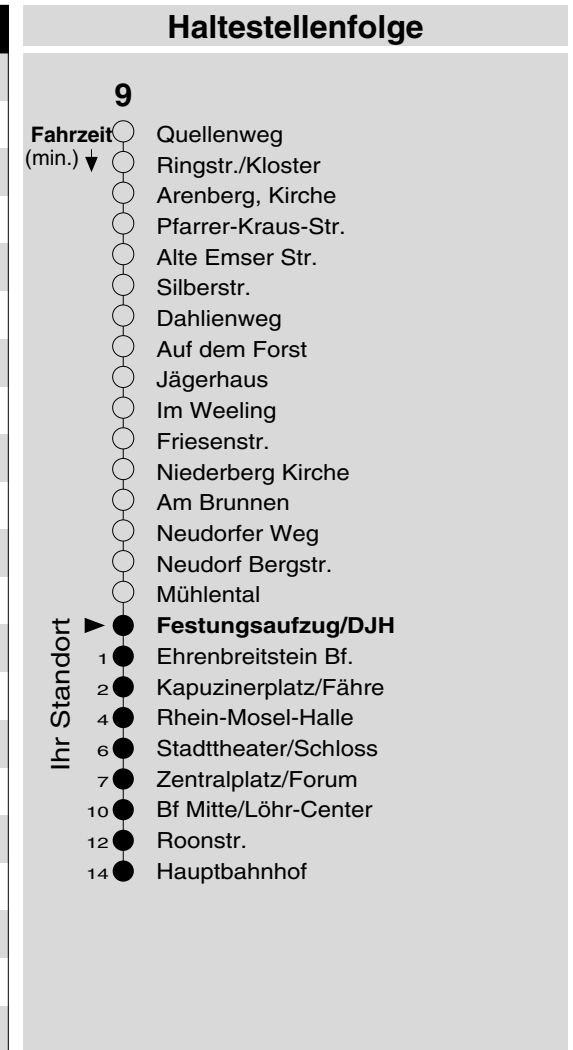 Haltestellenfolge
9
Fahrzeit Quellenweg
(min.) Ringstr./Kloster
Arenberg, Kirche
Pfarrer-Kraus-Str.
Alte Emser Str.
Silberstr.
Dahlienweg
Auf dem Forst
Jägerhaus
Im Weeling
Friesenstr.
Niederberg Kirche
Am Brunnen
Neudorfer Weg
Neudorf Bergstr.
Mühlental
Ihr Standort
Festungsaufzug/DJH
1 Ehrenbreitstein Bf.
2 Kapuzinerplatz/Fähre
4 Rhein-Mosel-Halle
6 Stadttheater/Schloss
7 Zentralplatz/Forum
10 Bf Mitte/Löhr-Center
12 Roonstr.
14 Hauptbahnhof